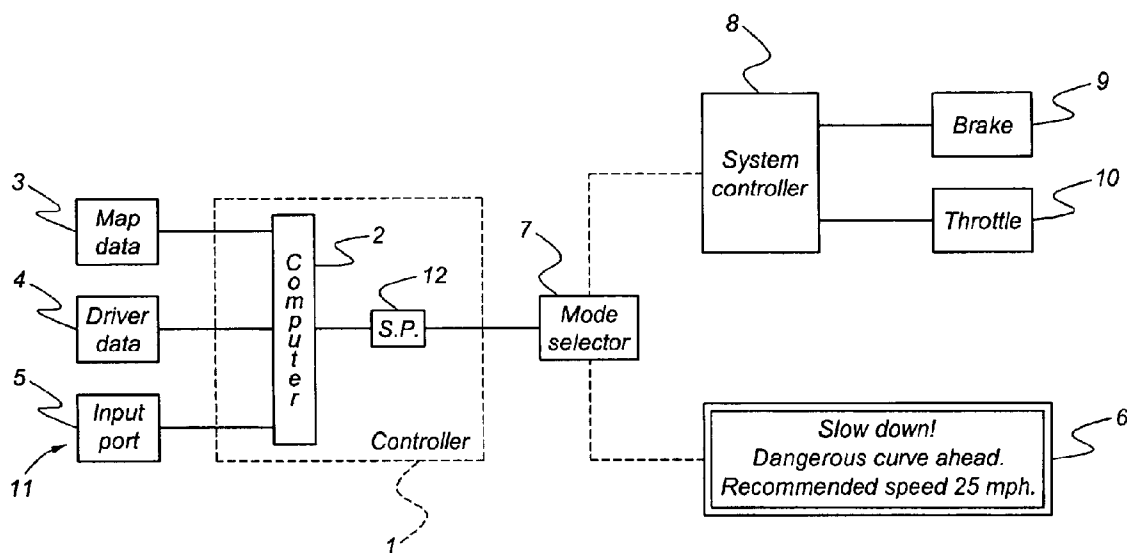 8
9
Brake
System
controller
10
Throttle
3
Map
data
2
7
4
Driver
data
Computer
12
S.P.
Mode
selector
5
Input
port
Controller
11
1
6
Slow down!
Dangerous curve ahead.
Recommended speed 25 mph.